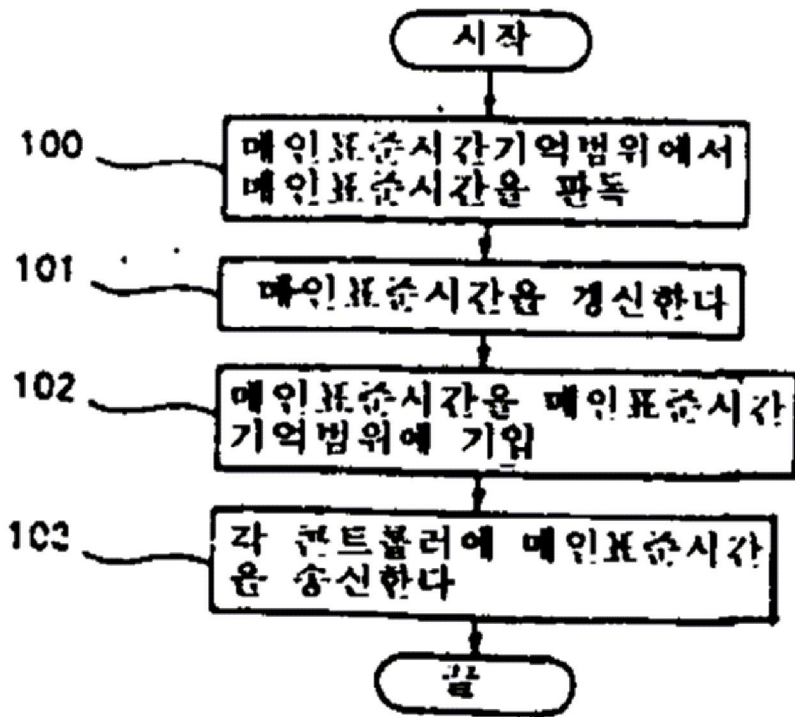 시작
100
메인표준시간기억범위에서
메인표준시간을 판독
101
메인표준시간을 갱신한다
102
메인표준시간을 메인표준시간
기억범위에 기입
103
각 콘트롤러에 메인표준시간
을 송신한다
끝